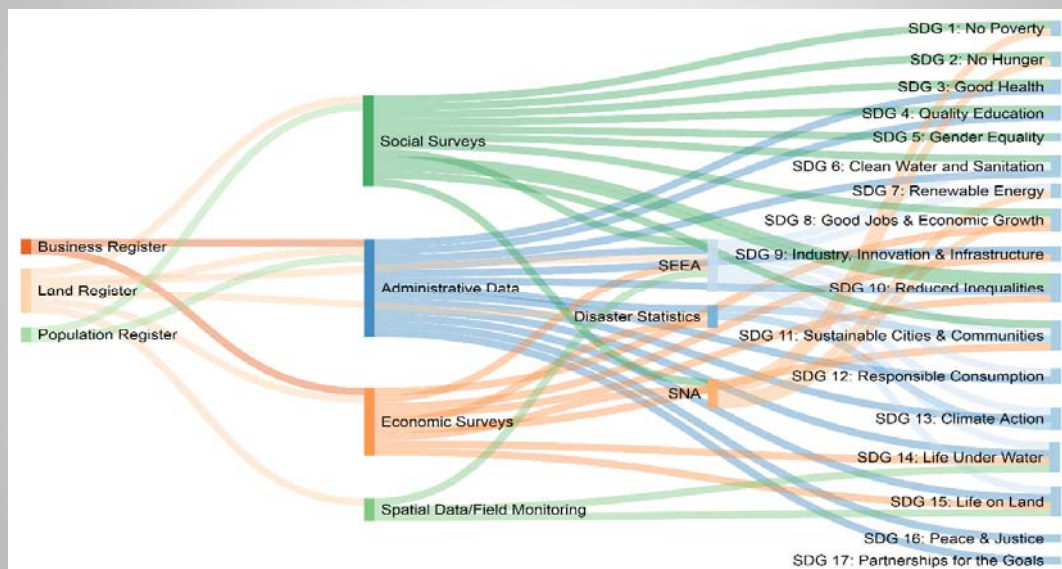 Business Register
Land Register
Population Register
Social Surveys
Administrative Data
Economic Surveys
Spatial Data/Field Monitoring
SEEA
Disaster Statistics
SNA
SDG 1: No Poverty
SDG 2: No Hunger
SDG 3: Good Health
SDG 4: Quality Education
SDG 5: Gender Equality
SDG 6: Clean Water and Sanitation
SDG 7: Renewable Energy
SDG 8: Good Jobs & Economic Growth
SDG 9: Industry, Innovation & Infrastructure
SDG 10: Reduced Inequalities
SDG 11: Sustainable Cities & Communities
SDG 12: Responsible Consumption
SDG 13: Climate Action
SDG 14: Life Under Water
SDG 15: Life on Land
SDG 16: Peace & Justice
SDG 17: Partnerships for the Goals